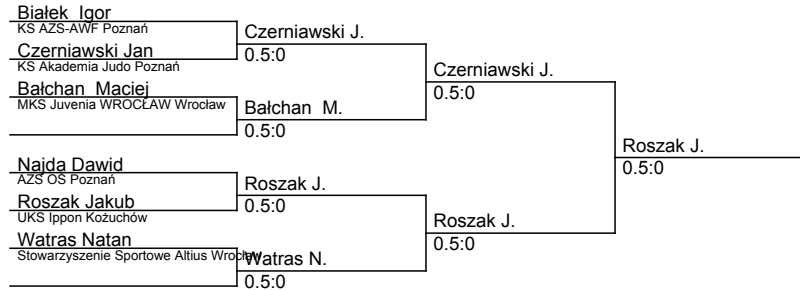 Białek Igor
KS AZS-AWF Poznań
Czerniawski J.
0.5:0
Czerniawski Jan
KS Akademia Judo Poznań
Czerniawski J.
0.5:0
Bałchan Maciej
MKS Juvenia WROCŁAW Wrocław
Bałchan M.
0.5:0
Roszak J.
0.5:0
Najda Dawid
AZS OŚ Poznań
Roszak J.
0.5:0
Roszak Jakub
UKS Ippon Kożuchów
Roszak J.
0.5:0
Watras Natan
Stowarzyszenie Sportowe Altius Wrocław
Watras N.
0.5:0